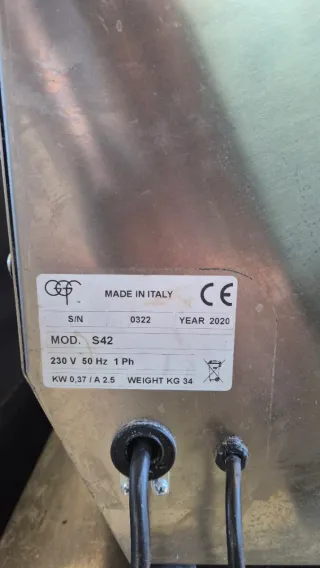 GGF MADE IN ITALY CE
S/N 0322 YEAR 2020
MOD. S42
230 V 50 Hz 1 Ph
KW 0,37 / A 2.5 WEIGHT KG 34